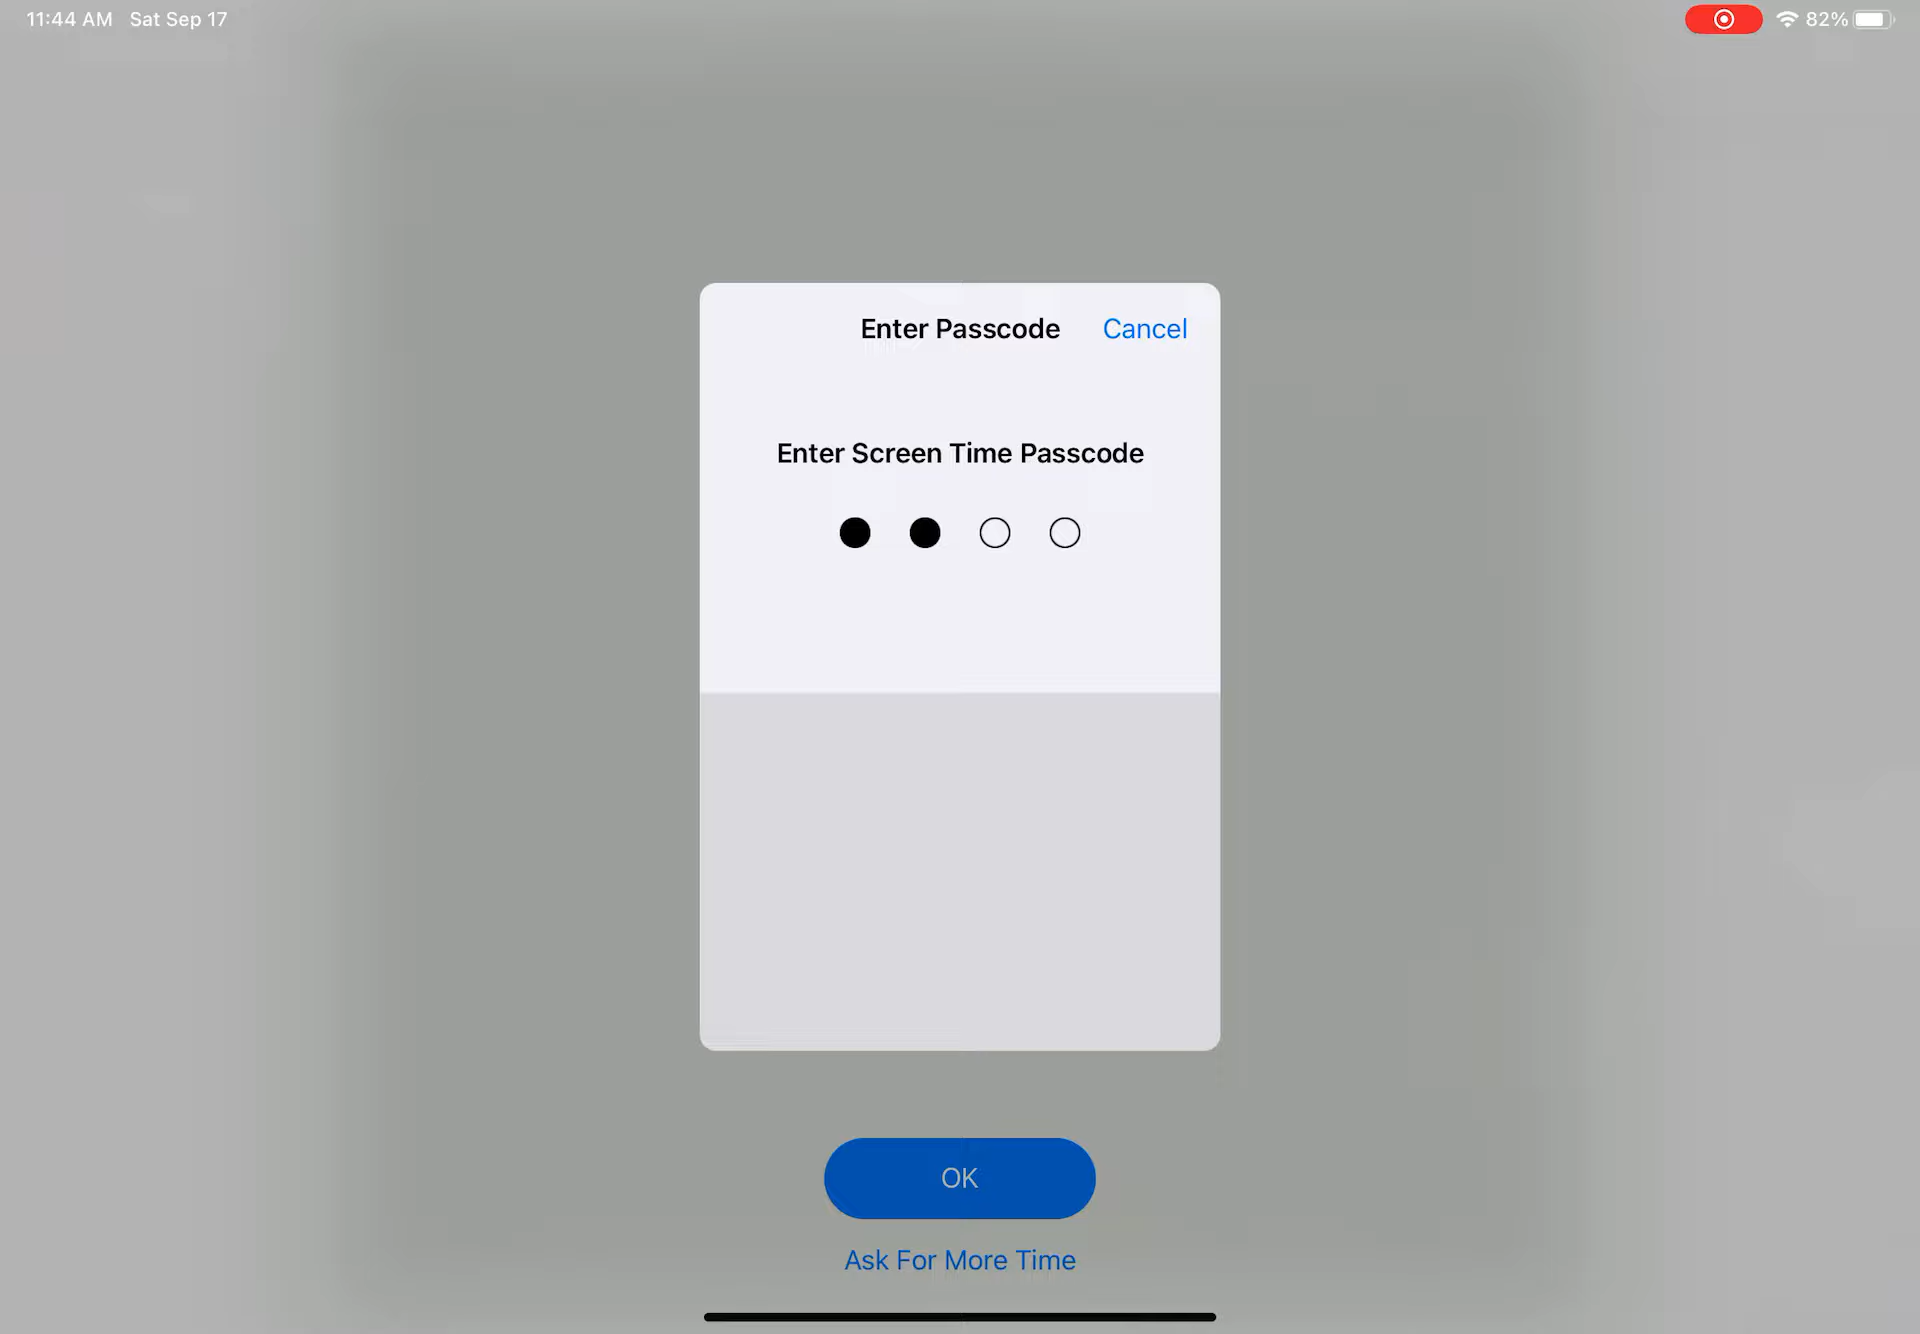 11:44 AM Sat Sep 17
82%
Enter Passcode
Cancel
Enter Screen Time Passcode
OK
Ask For More Time